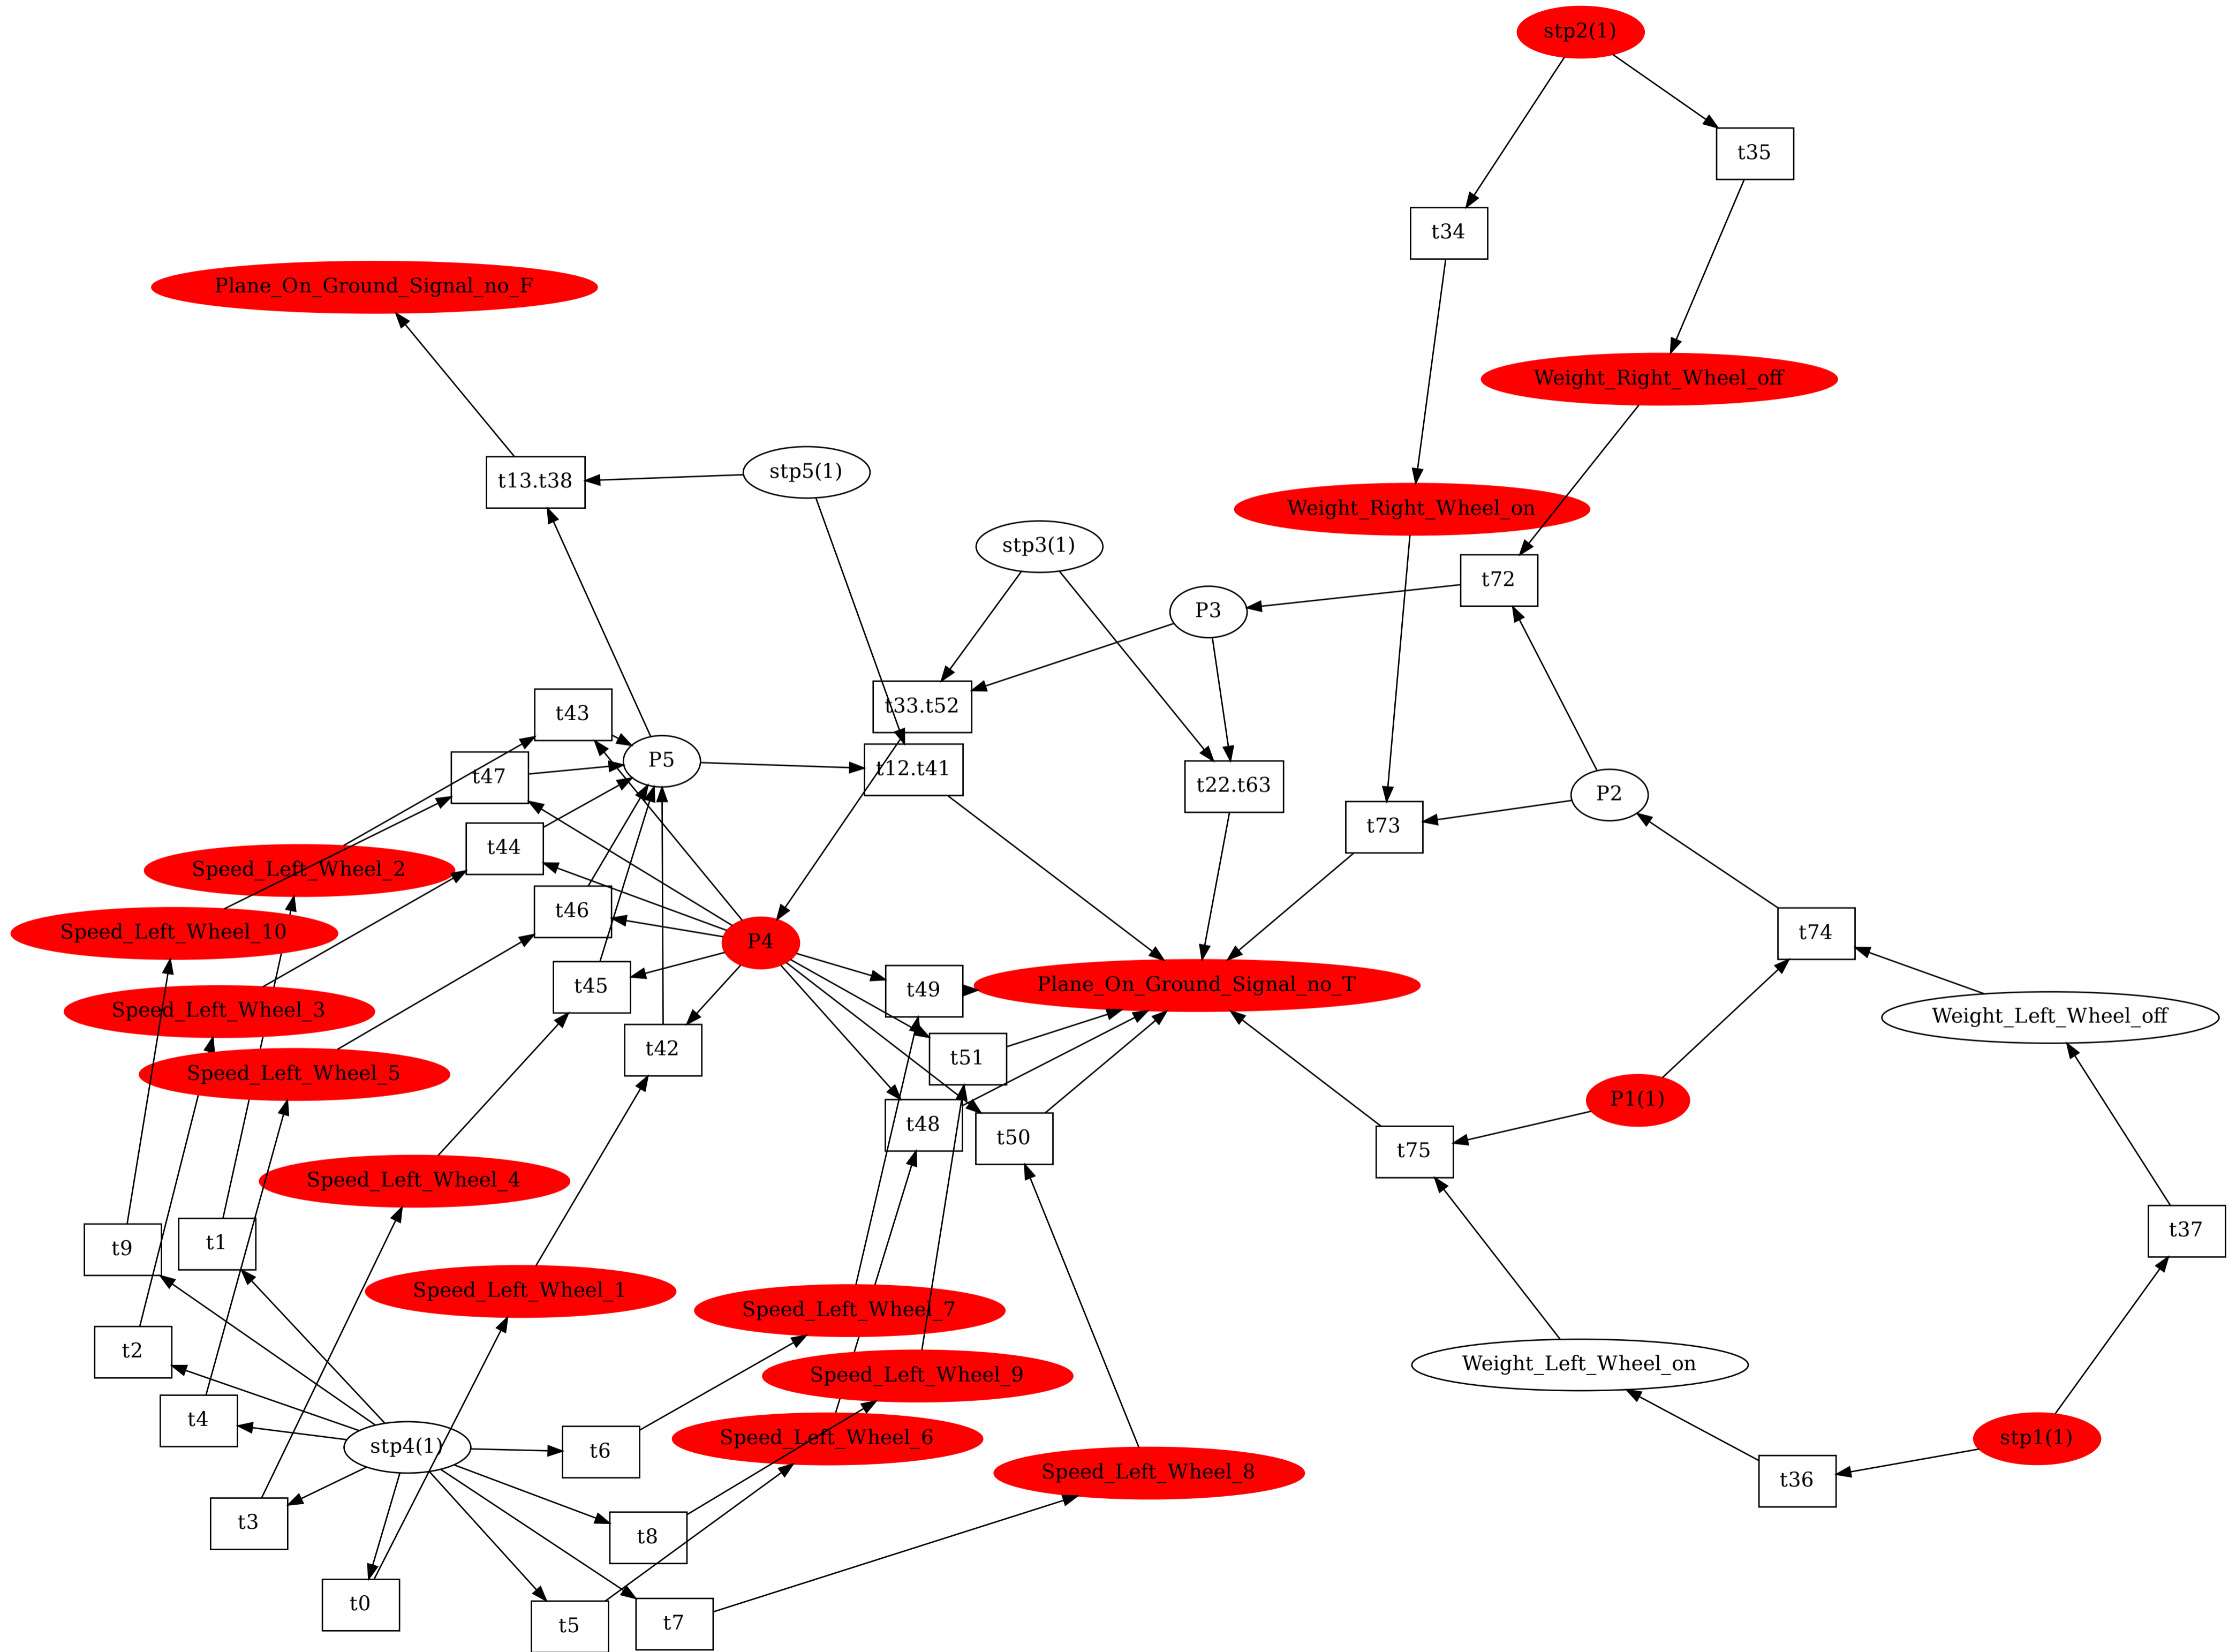 stp2(1)
t35
t34
Plane_On_Ground_Signal_no_F
Weight_Right_Wheel_off
stp5(1)
t13.t38
Weight_Right_Wheel_on
stp3(1)
t72
P3
t33.t52
t43
P5
t47
t12.t41
t22.t63
P2
t73
t44
Speed_Left_Wheel_2
t46
Speed_Left_Wheel_10
P4
t74
t45
t49
Plane_On_Ground_Signal_no_T
Speed_Left_Wheel_3
Weight_Left_Wheel_off
t42
t51
Speed_Left_Wheel_5
P1(1)
t48
t50
t75
Speed_Left_Wheel_4
t9
t1
t37
Speed_Left_Wheel_1
Speed_Left_Wheel_7
t2
Weight_Left_Wheel_on
Speed_Left_Wheel_9
t4
stp4(1)
t6
Speed_Left_Wheel_6
stp1(1)
Speed_Left_Wheel_8
t36
t3
t8
t0
t5
t7